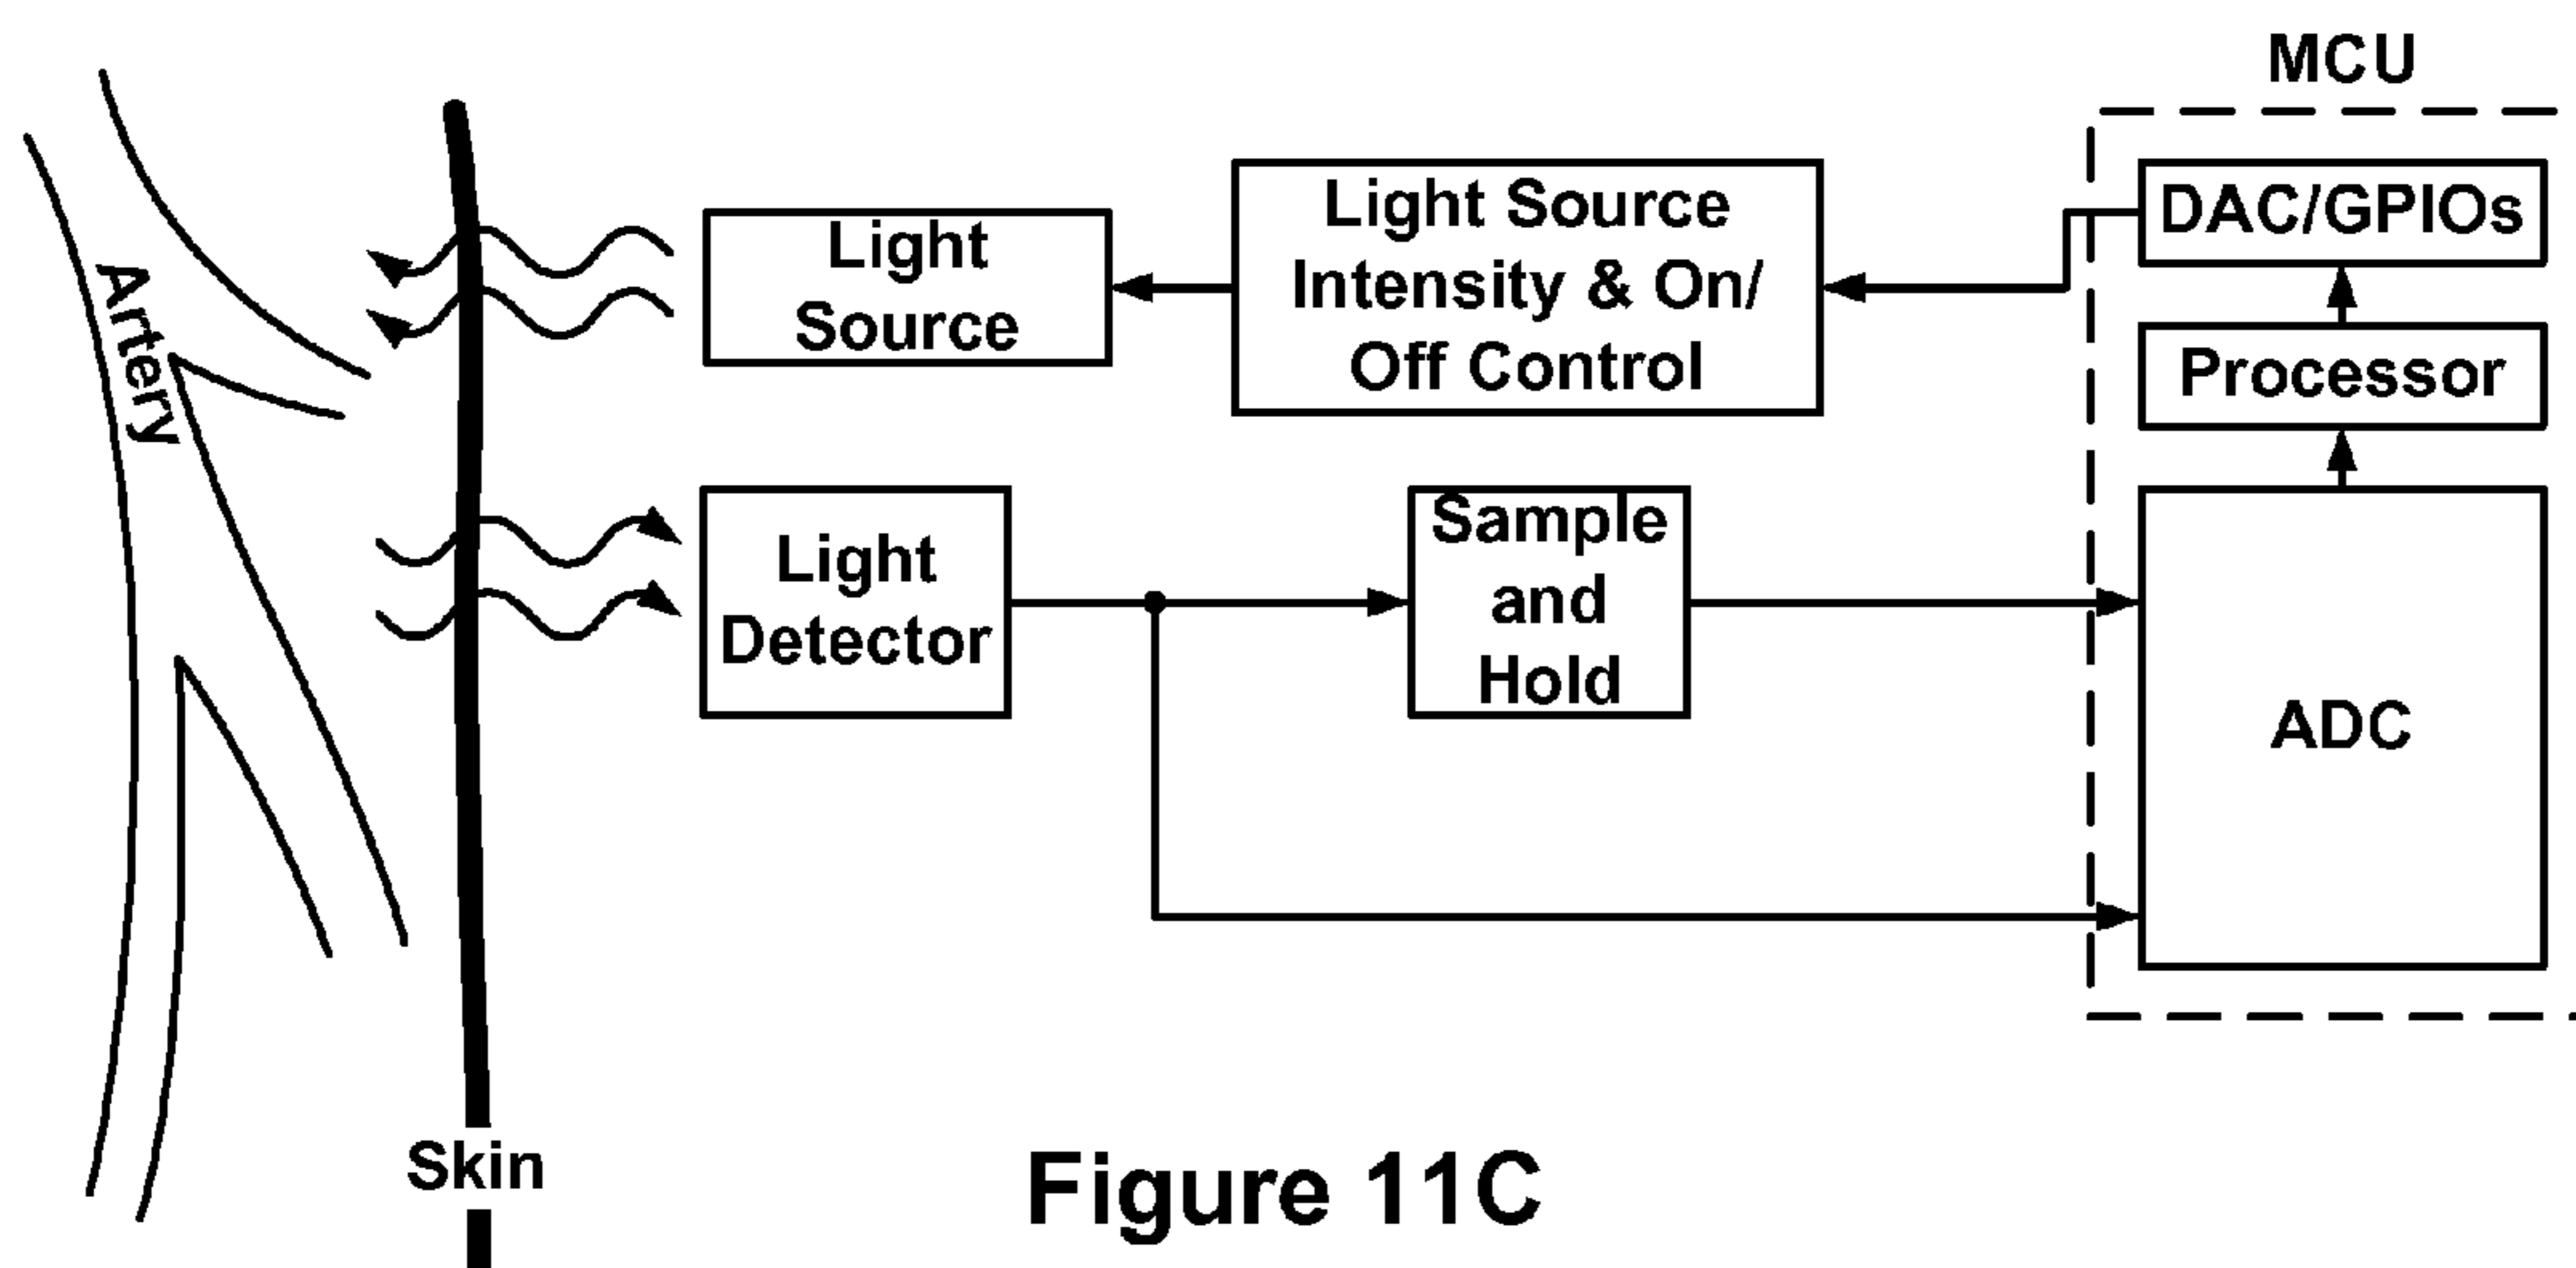 MCU
Light Source
Intensity & On/
Off Control
DAC/GPIOs
Light
Source
Processor
Artery
Light
Detector
Sample
and
Hold
ADC
Skin
Figure 11C